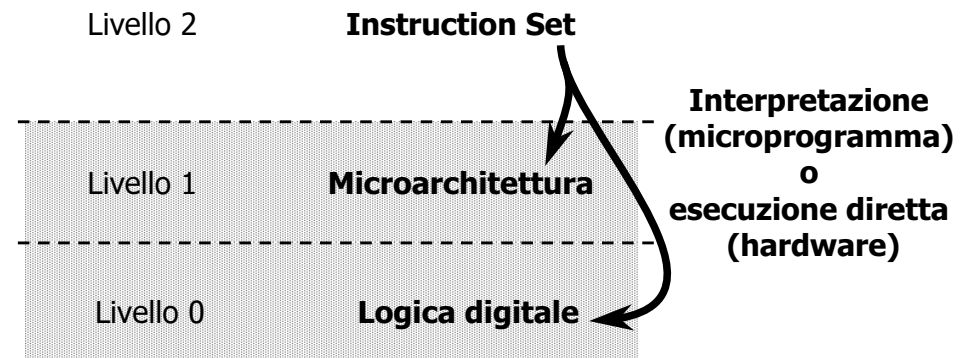 Livello 2 Instruction Set
Interpretazione
(microprogramma)
o
esecuzione diretta
(hardware)
Livello 1 Microarchitettura
Livello 0 Logica digitale